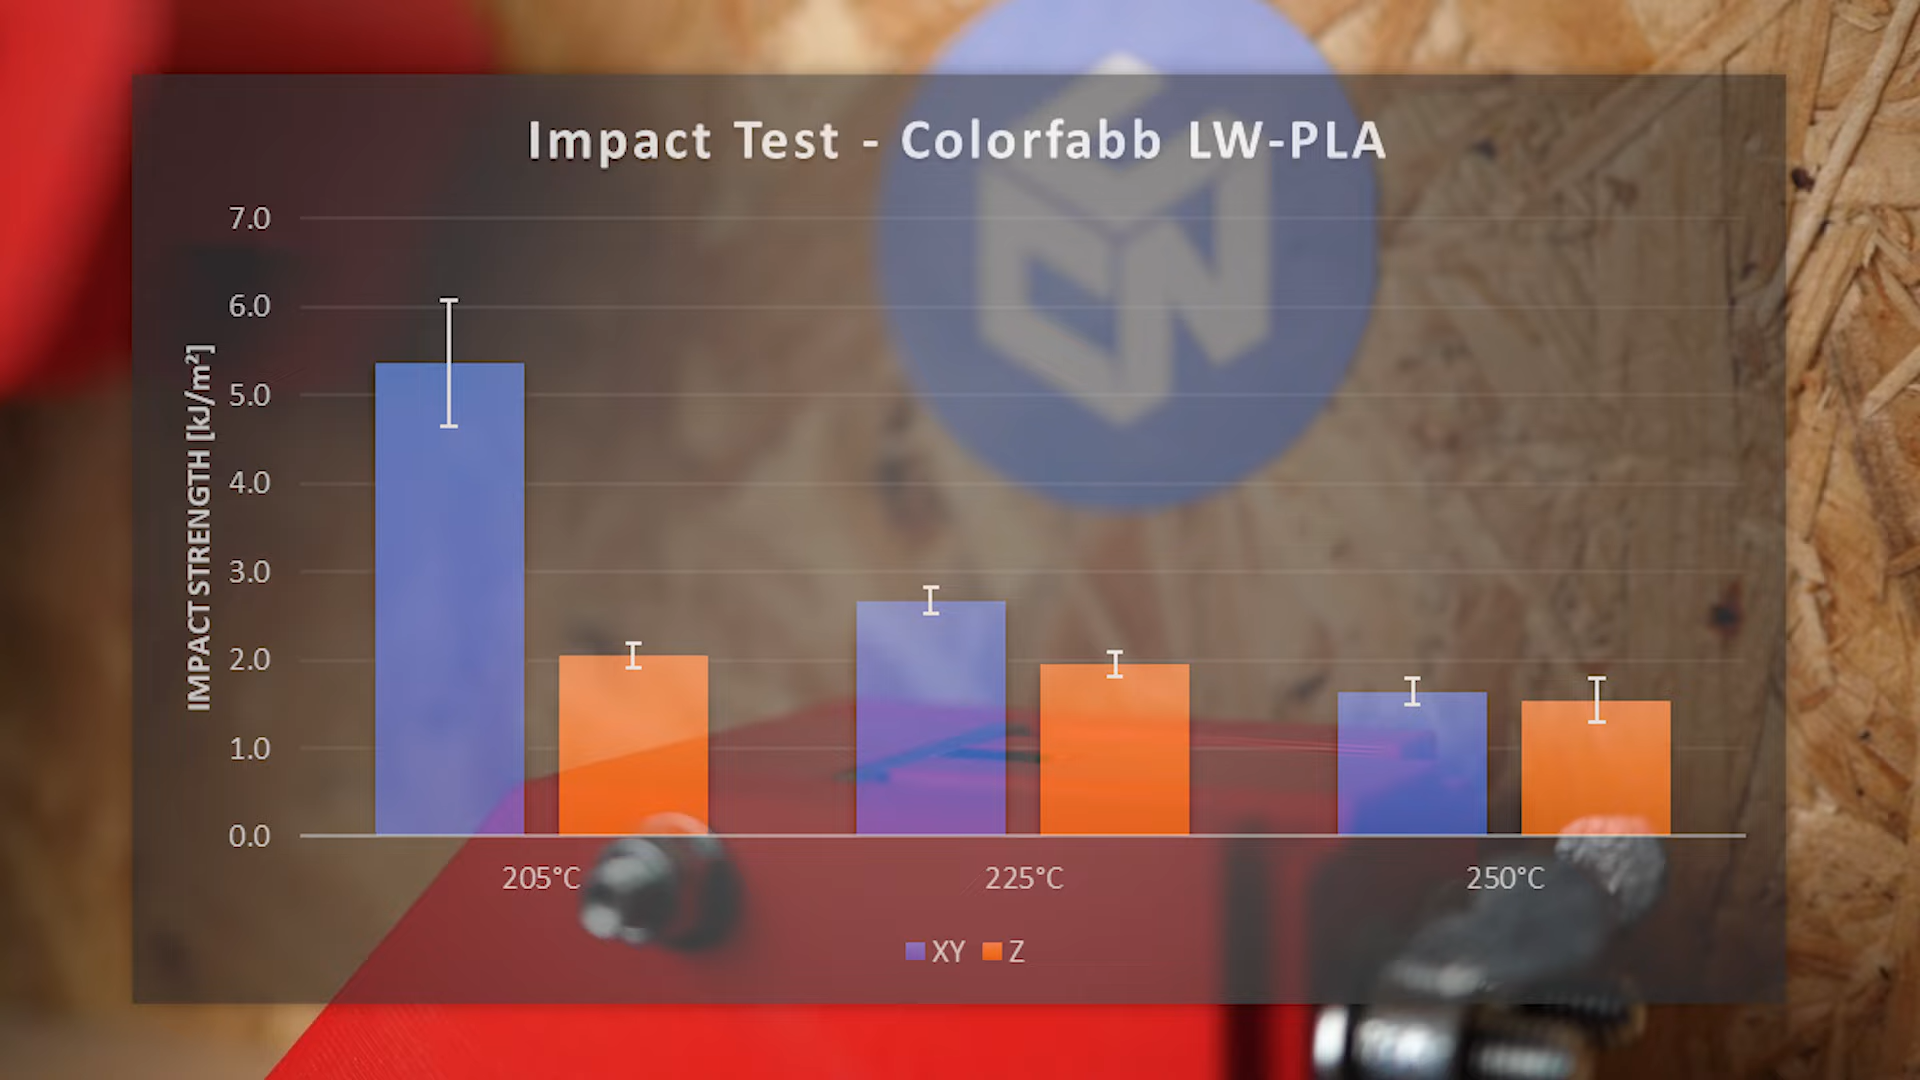 Impact Test - Colorfabb LW-PLA
IMPACT STRENGTH [kJ/m²]
7.0
6.0
5.0
4.0
3.0
2.0
1.0
0.0
205°C
225°C
250°C
XY
Z